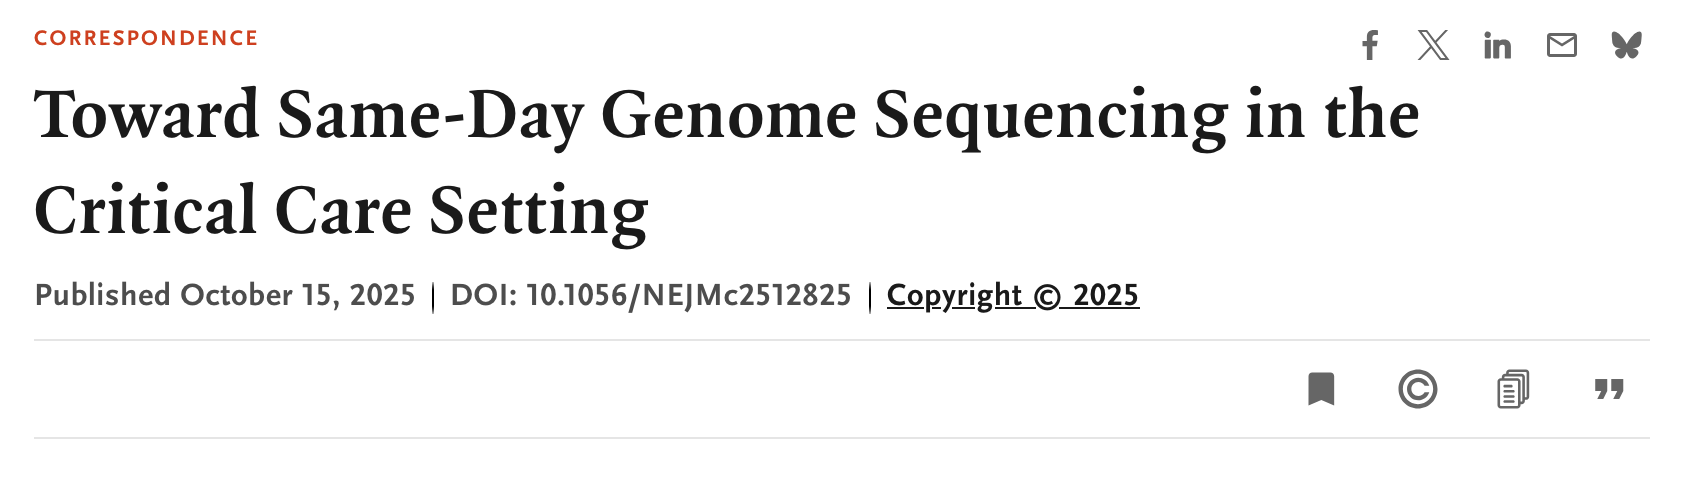 CORRESPONDENCE
Toward Same-Day Genome Sequencing in the
Critical Care Setting
Published October 15, 2025 | DOI: 10.1056/NEJMc2512825 | Copyright © 2025